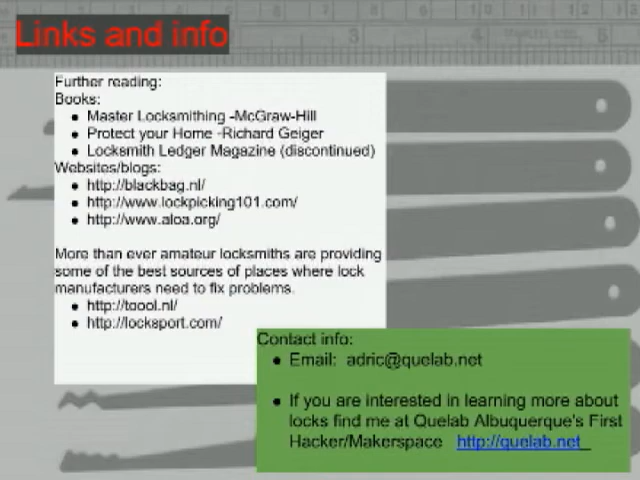 Links and info
Further reading:
Books:
● Master Locksmithing -McGraw-Hill
● Protect your Home -Richard Geiger
● Locksmith Ledger Magazine (discontinued)
Websites/blogs:
● http://blackbag.nl/
● http://www.lockpicking101.com/
● http://www.aloa.org/
More than ever amateur locksmiths are providing
some of the best sources of places where lock
manufacturers need to fix problems.
● http://toool.nl/
● http://locksport.com/
Contact info:
● Email: adric@quelab.net
● If you are interested in learning more about
locks find me at Quelab Albuquerque's First
Hacker/Makerspace http://quelab.net